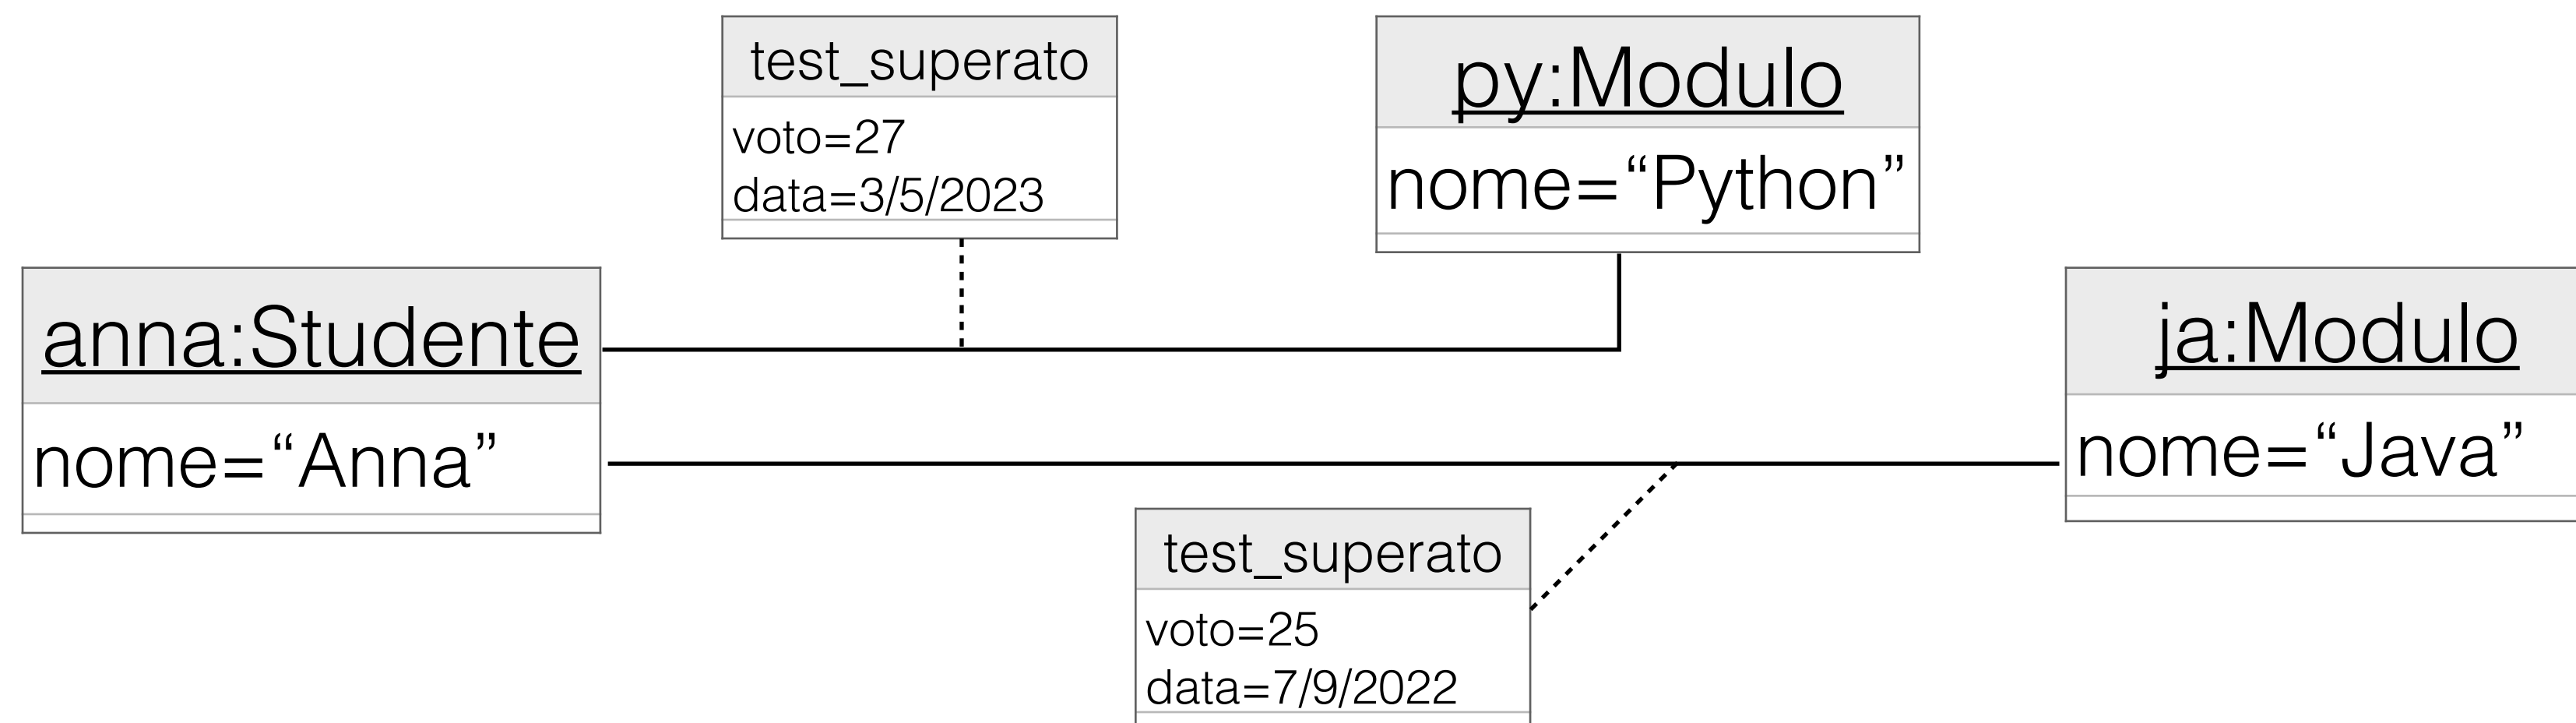 test_superato
voto=27
data=3/5/2023
py:Modulo
nome=“Python”
anna:Studente
nome=“Anna”
ja:Modulo
nome=“Java”
test_superato
voto=25
data=7/9/2022